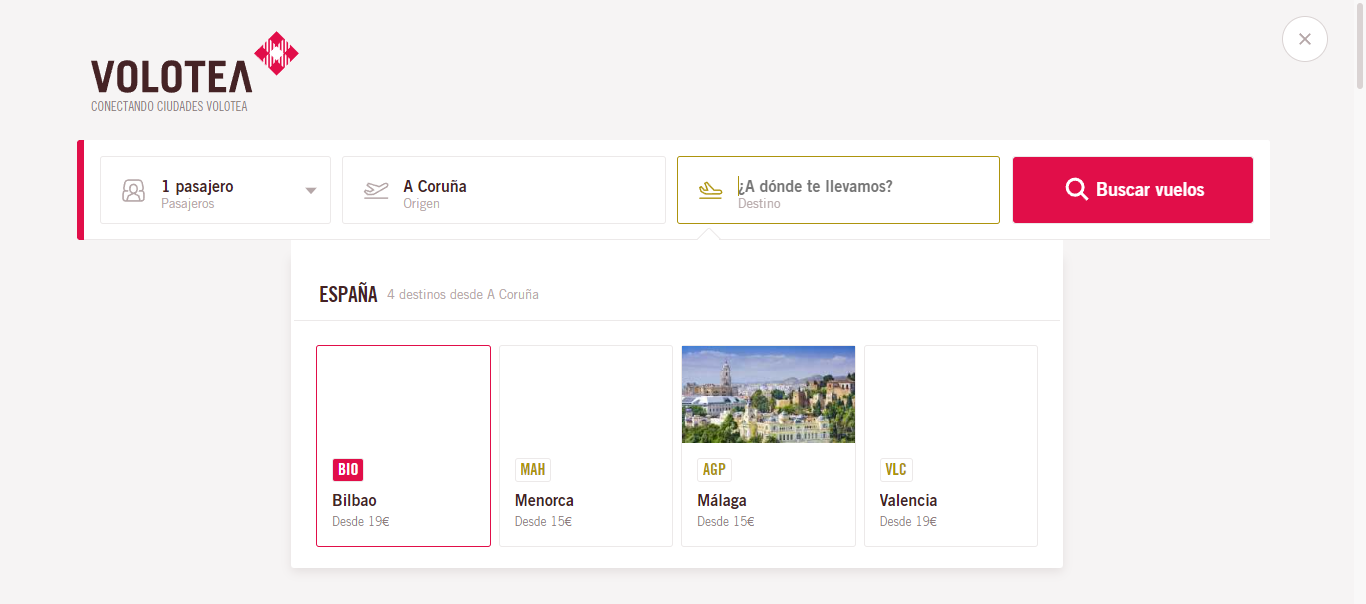 VOLOTEA
CONECTANDO CIUDADES VOLOTEA
1 pasajero
Pasajeros
A Coruña
Origen
¿A dónde te llevamos?
Destino
Buscar vuelos
ESPAÑA 4 destinos desde A Coruña
BIO
Bilbao
Desde 19€
MAH
Menorca
Desde 15€
AGP
Málaga
Desde 15€
VLC
Valencia
Desde 19€